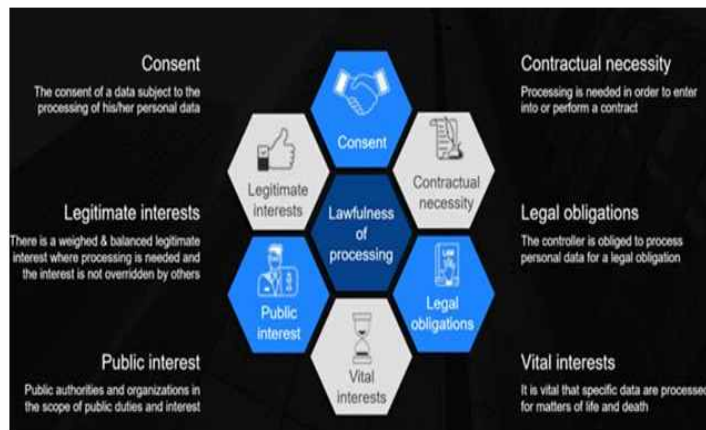 Consent
The consent of a data subject to the
processing of his/her personal data
Legitimate interests
There is a weighed & balanced legitimate
interest where processing is needed and
the interest is not overridden by others
Public interest
Public authorities and organizations in
the scope of public duties and interest
Consent
Legitimate
interests
Contractual
necessity
Lawfulness
of
processing
Public
interest
LAW
Legal
obligations
Vital
interests
Contractual necessity
Processing is needed in order to enter
into or perform a contract
Legal obligations
The controller is obliged to process
personal data for a legal obligation
Vital interests
It is vital that specific data are processed
for matters of life and death